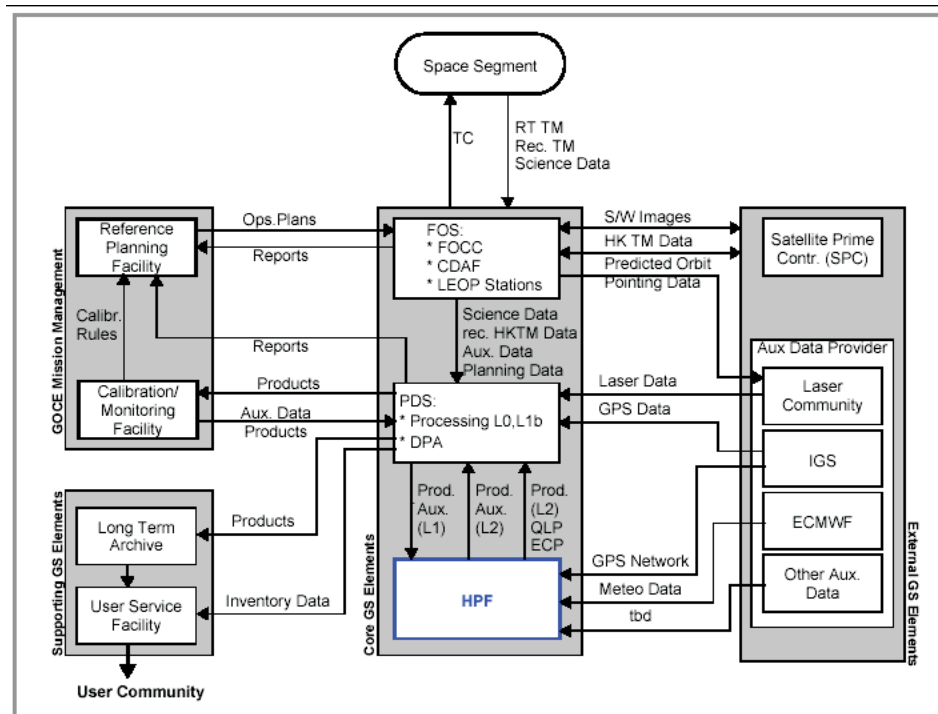 Space Segment
TC
RT TM
Rec. TM
Science Data
GOCE Mission Management
Reference
Planning
Facility
Ops.Plans
Reports
Calibr.
Rules
Reports
Calibration/
Monitoring
Facility
Products
Aux. Data
Products
Core GS Elements
FOS:
* FOCC
* CDAF
* LEOP Stations
Science Data
rec. HKTM Data
Aux. Data
Planning Data
PDS:
* Processing L0,L1b
* DPA
Prod.
Aux.
(L1)
Prod.
Aux.
(L2)
Prod.
(L2)
QLP
ECP
HPF
S/W Images
HK TM Data
Predicted Orbit
Pointing Data
Laser Data
GPS Data
GPS Network
Meteo Data
tbd
External GS Elements
Satellite Prime
Contr. (SPC)
Aux Data Provider
Laser
Community
IGS
ECMWF
Other Aux.
Data
Supporting GS Elements
Long Term
Archive
Products
User Service
Facility
Inventory Data
User Community